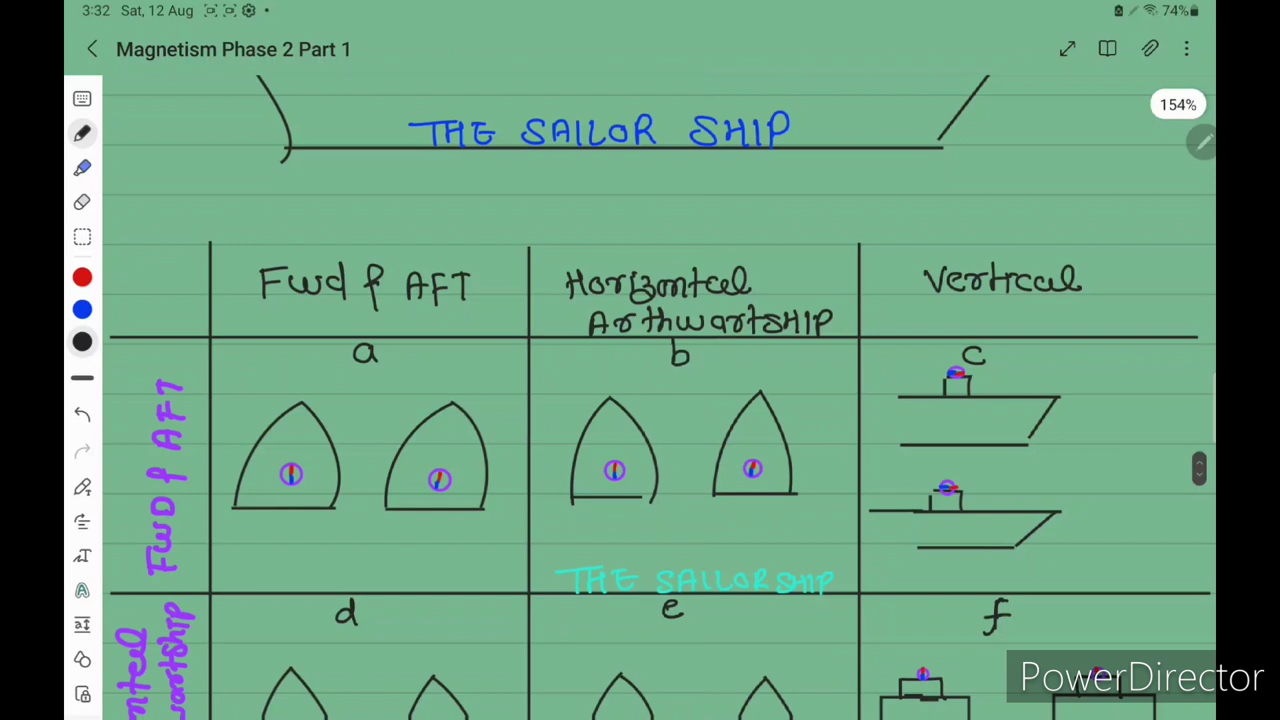 3:32 Sat, 12 Aug
74%
Magnetism Phase 2 Part 1
154%
THE SAILOR SHIP
Fwd & AFT
Horizontal
ArthwartSHIP
Vertical
a
b
c
FWD & AFT
THE SAILORSHIP
d
e
f
PowerDirector